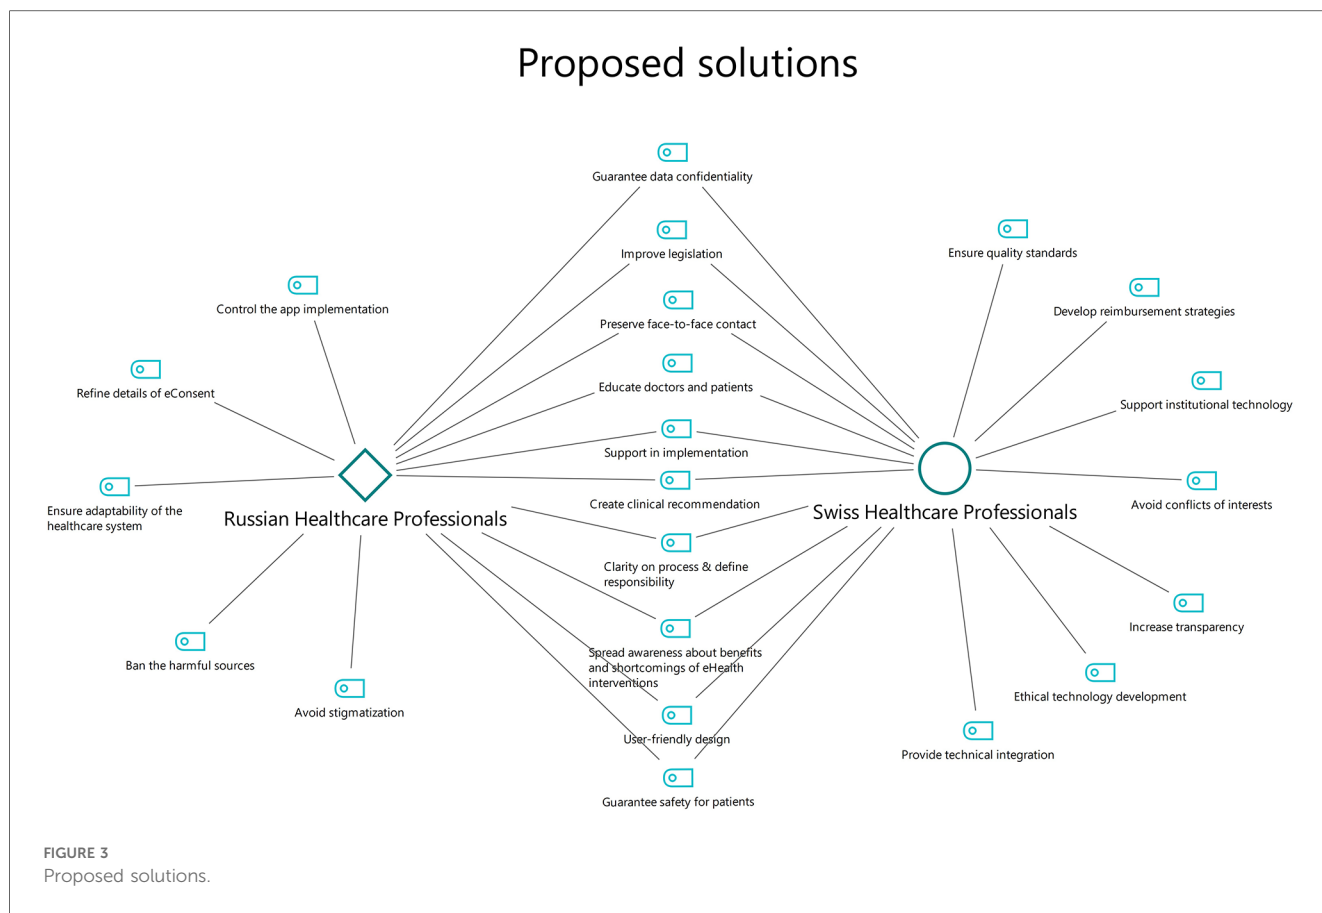 Proposed solutions
Guarantee data confidentiality
Improve legislation
Preserve face-to-face contact
Educate doctors and patients
Support in implementation
Create clinical recommendation
Clarity on process & define
responsibility
Spread awareness about benefits
and shortcomings of eHealth
interventions
User-friendly design
Guarantee safety for patients
Control the app implementation
Refine details of eConsent
Ensure adaptability of the
healthcare system
Russian Healthcare Professionals
Ban the harmful sources
Avoid stigmatization
Ensure quality standards
Develop reimbursement strategies
Support institutional technology
Avoid conflicts of interests
Swiss Healthcare Professionals
Increase transparency
Ethical technology development
Provide technical integration
FIGURE 3
Proposed solutions.